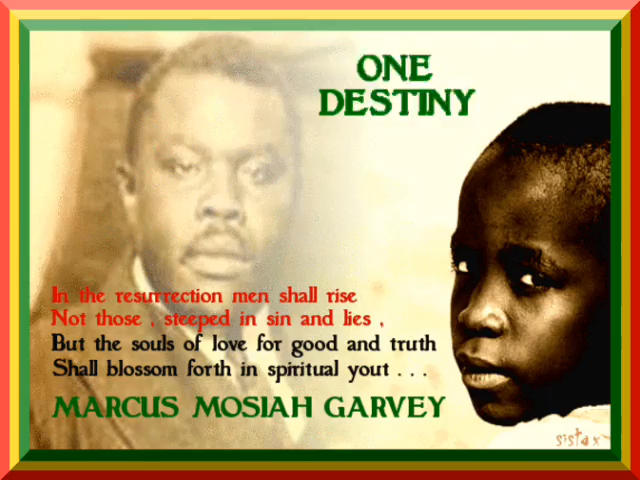 ONE
DESTINY
In the resurrection men shall rise
Not those , steeped in sin and lies ,
But the souls of love for good and truth
Shall blossom forth in spiritual yout . . .
MARCUS MOSIAH GARVEY
sista x